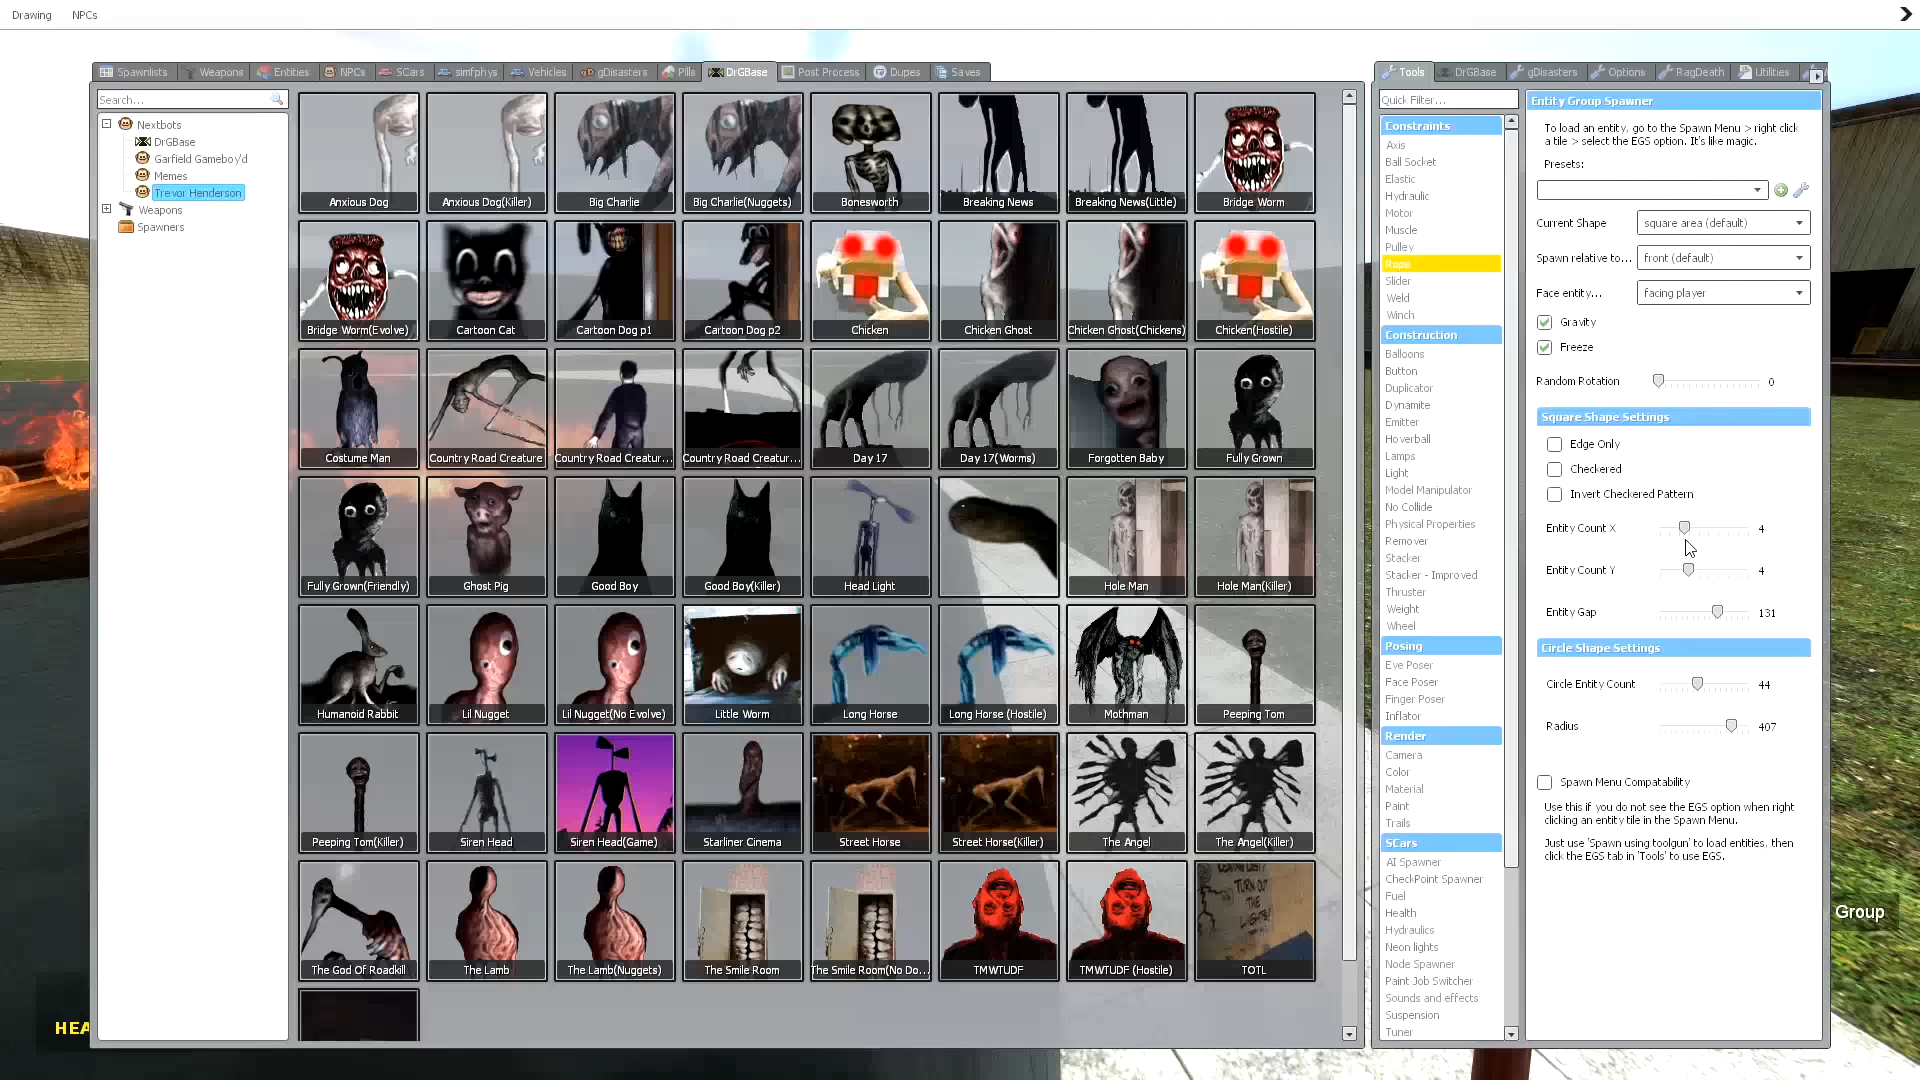 Drawing NPCs
Spawnlists Weapons Entities NPCs SCars simfphys Vehicles gDisasters Pills DrGBase Post Process Dupes Saves
Tools DrGBase gDisasters Options RagDeath Utilities
Search...
Nextbots
DrGBase
Garfield Gameboy'd
Memes
Trevor Henderson
Weapons
Spawners
Anxious Dog Anxious Dog(Killer) Big Charlie Big Charlie(Nuggets) Bonesworth Breaking News Breaking News(Little) Bridge Worm
Bridge Worm(Evolve) Cartoon Cat Cartoon Dog p1 Cartoon Dog p2 Chicken Chicken Ghost Chicken Ghost(Chickens) Chicken(Hostile)
Costume Man Country Road Creature Country Road Creatur... Country Road Creatur... Day 17 Day 17(Worms) Forgotten Baby Fully Grown
Fully Grown(Friendly) Ghost Pig Good Boy Good Boy(Killer) Head Light Hole Man Hole Man(Killer)
Humanoid Rabbit Lil Nugget Lil Nugget(No Evolve) Little Worm Long Horse Long Horse (Hostile) Mothman Peeping Tom
Peeping Tom(Killer) Siren Head Siren Head(Game) Starliner Cinema Street Horse Street Horse(Killer) The Angel The Angel(Killer)
The God Of Roadkill The Lamb The Lamb(Nuggets) The Smile Room The Smile Room(No Do... TMWTUDF TMWTUDF (Hostile) TOTL
TURN OUT
THE
LIGHTS!
HEA
Quick Filter...
Constraints
Axis
Ball Socket
Elastic
Hydraulic
Motor
Muscle
Pulley
Rope
Slider
Weld
Winch
Construction
Balloons
Button
Duplicator
Dynamite
Emitter
Hoverball
Lamps
Light
Model Manipulator
No Collide
Physical Properties
Remover
Stacker
Stacker - Improved
Thruster
Weight
Wheel
Posing
Eye Poser
Face Poser
Finger Poser
Inflator
Render
Camera
Color
Material
Paint
Trails
SCars
AI Spawner
CheckPoint Spawner
Fuel
Health
Hydraulics
Neon lights
Node Spawner
Paint Job Switcher
Sounds and effects
Suspension
Tuner
Entity Group Spawner
To load an entity, go to the Spawn Menu > right click
a tile > select the EGS option. It's like magic.
Presets:
Current Shape square area (default)
Spawn relative to... front (default)
Face entity... facing player
Gravity
Freeze
Random Rotation 0
Square Shape Settings
Edge Only
Checkered
Invert Checkered Pattern
Entity Count X 4
Entity Count Y 4
Entity Gap 131
Circle Shape Settings
Circle Entity Count 44
Radius 407
Spawn Menu Compatability
Use this if you do not see the EGS option when right
clicking an entity tile in the Spawn Menu.
Just use 'Spawn using toolgun' to load entities, then
click the EGS tab in 'Tools' to use EGS.
Group